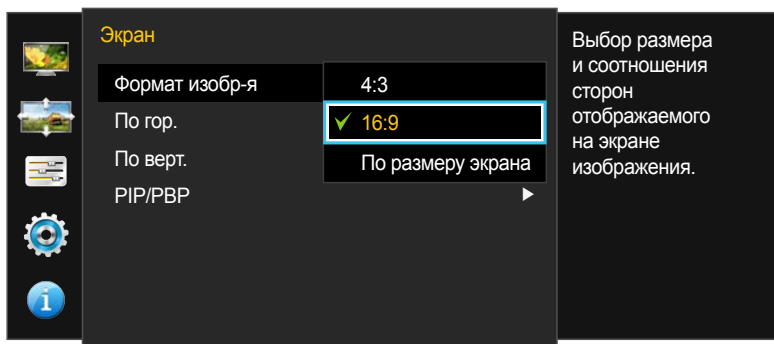 Экран
Формат изобр-я
4:3
По гор.
16:9
По верт.
По размеру экрана
PIP/PBP
Выбор размера
и соотношения
сторон
отображаемого
на экране
изображения.